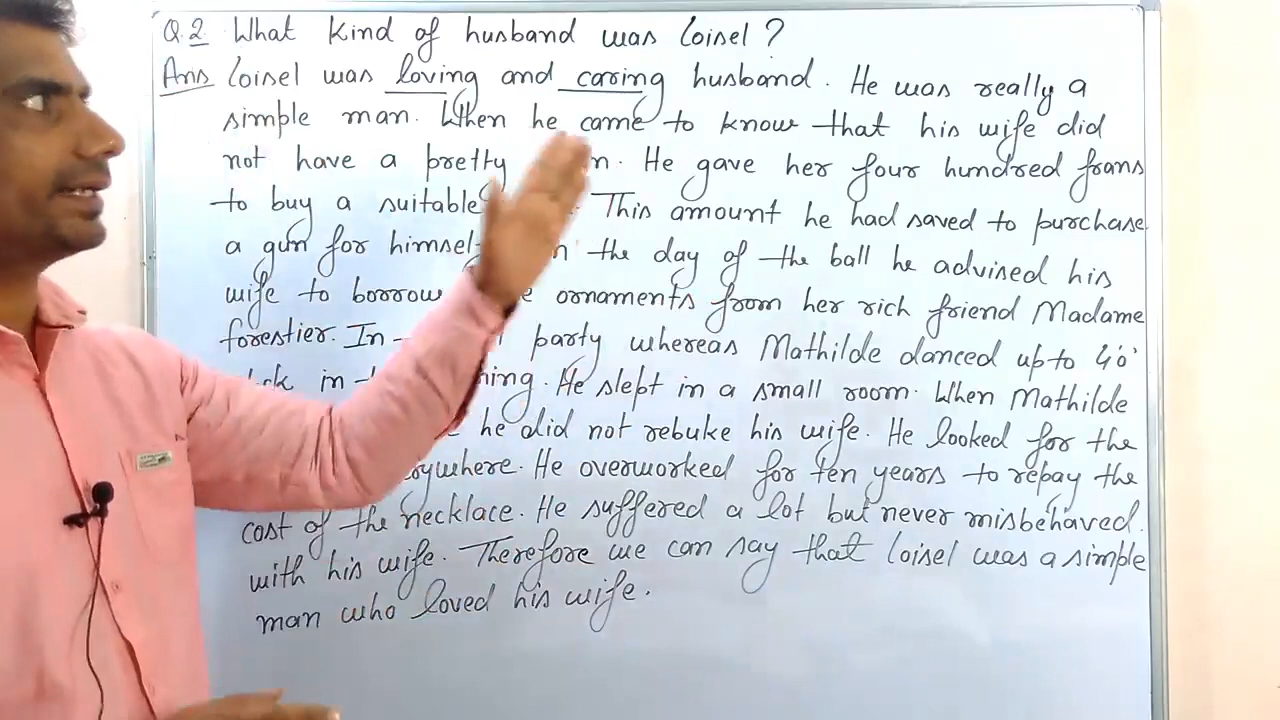 Q.2 What kind of husband was Loisel ?
Ans Loisel was loving and caring husband. He was really a
simple man. When he came to know that his wife did
not have a pretty He gave her four hundred frans
to buy a suitable This amount he had saved to purchase
a gun for himself the day of the ball he advised his
wife to borrow ornaments from her rich friend Madame
forestier. In party whereas Mathilde danced up to 4'o'
in He slept in a small room. When Mathilde
he did not rebuke his wife. He looked for the
He overworked for ten years to repay the
cost of the necklace. He suffered a lot but never misbehaved.
with his wife. Therefore we can say that Loisel was a simple
man who loved his wife.